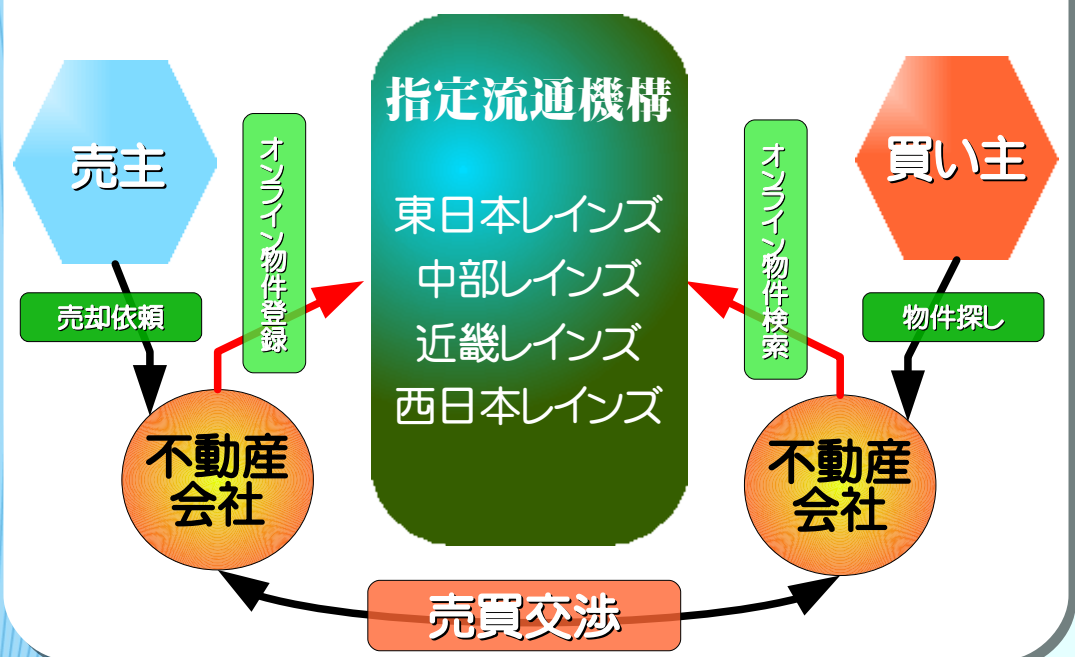 指定流通機構
東日本レインズ
中部レインズ
近畿レインズ
西日本レインズ
売主
オンライン物件登録
売却依頼
不動産
会社
買い主
オンライン物件検索
物件探し
不動産
会社
売買交渉